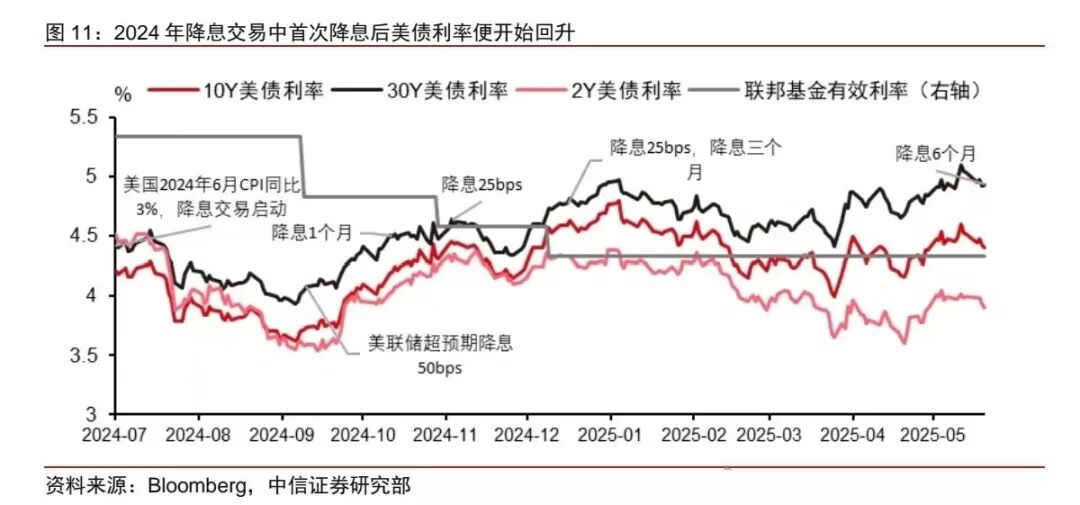 图 11：2024 年降息交易中首次降息后美债利率便开始回升
% 10Y美债利率 30Y美债利率 2Y美债利率 联邦基金有效利率（右轴）
5.5
5
4.5
4
3.5
3
美国2024年6月CPI同比
3%，降息交易启动
降息1个月
降息25bps
降息25bps，降息三个
月
降息6个月
美联储超预期降息
50bps
2024-07 2024-08 2024-09 2024-10 2024-11 2024-12 2025-01 2025-02 2025-03 2025-04 2025-05
资料来源：Bloomberg，中信证券研究部